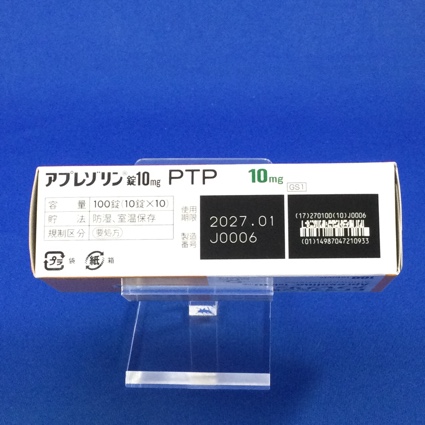 アプレゾリン®錠10mg PTP 10mg
GS1
容量 100錠(10錠×10)
貯法 防湿、室温保存
規制区分 (要処方)
使用期限 2027.01
製造番号 J0006
(17)270100(10)J0006
(01)14987047210933
プラ 袋 紙 箱